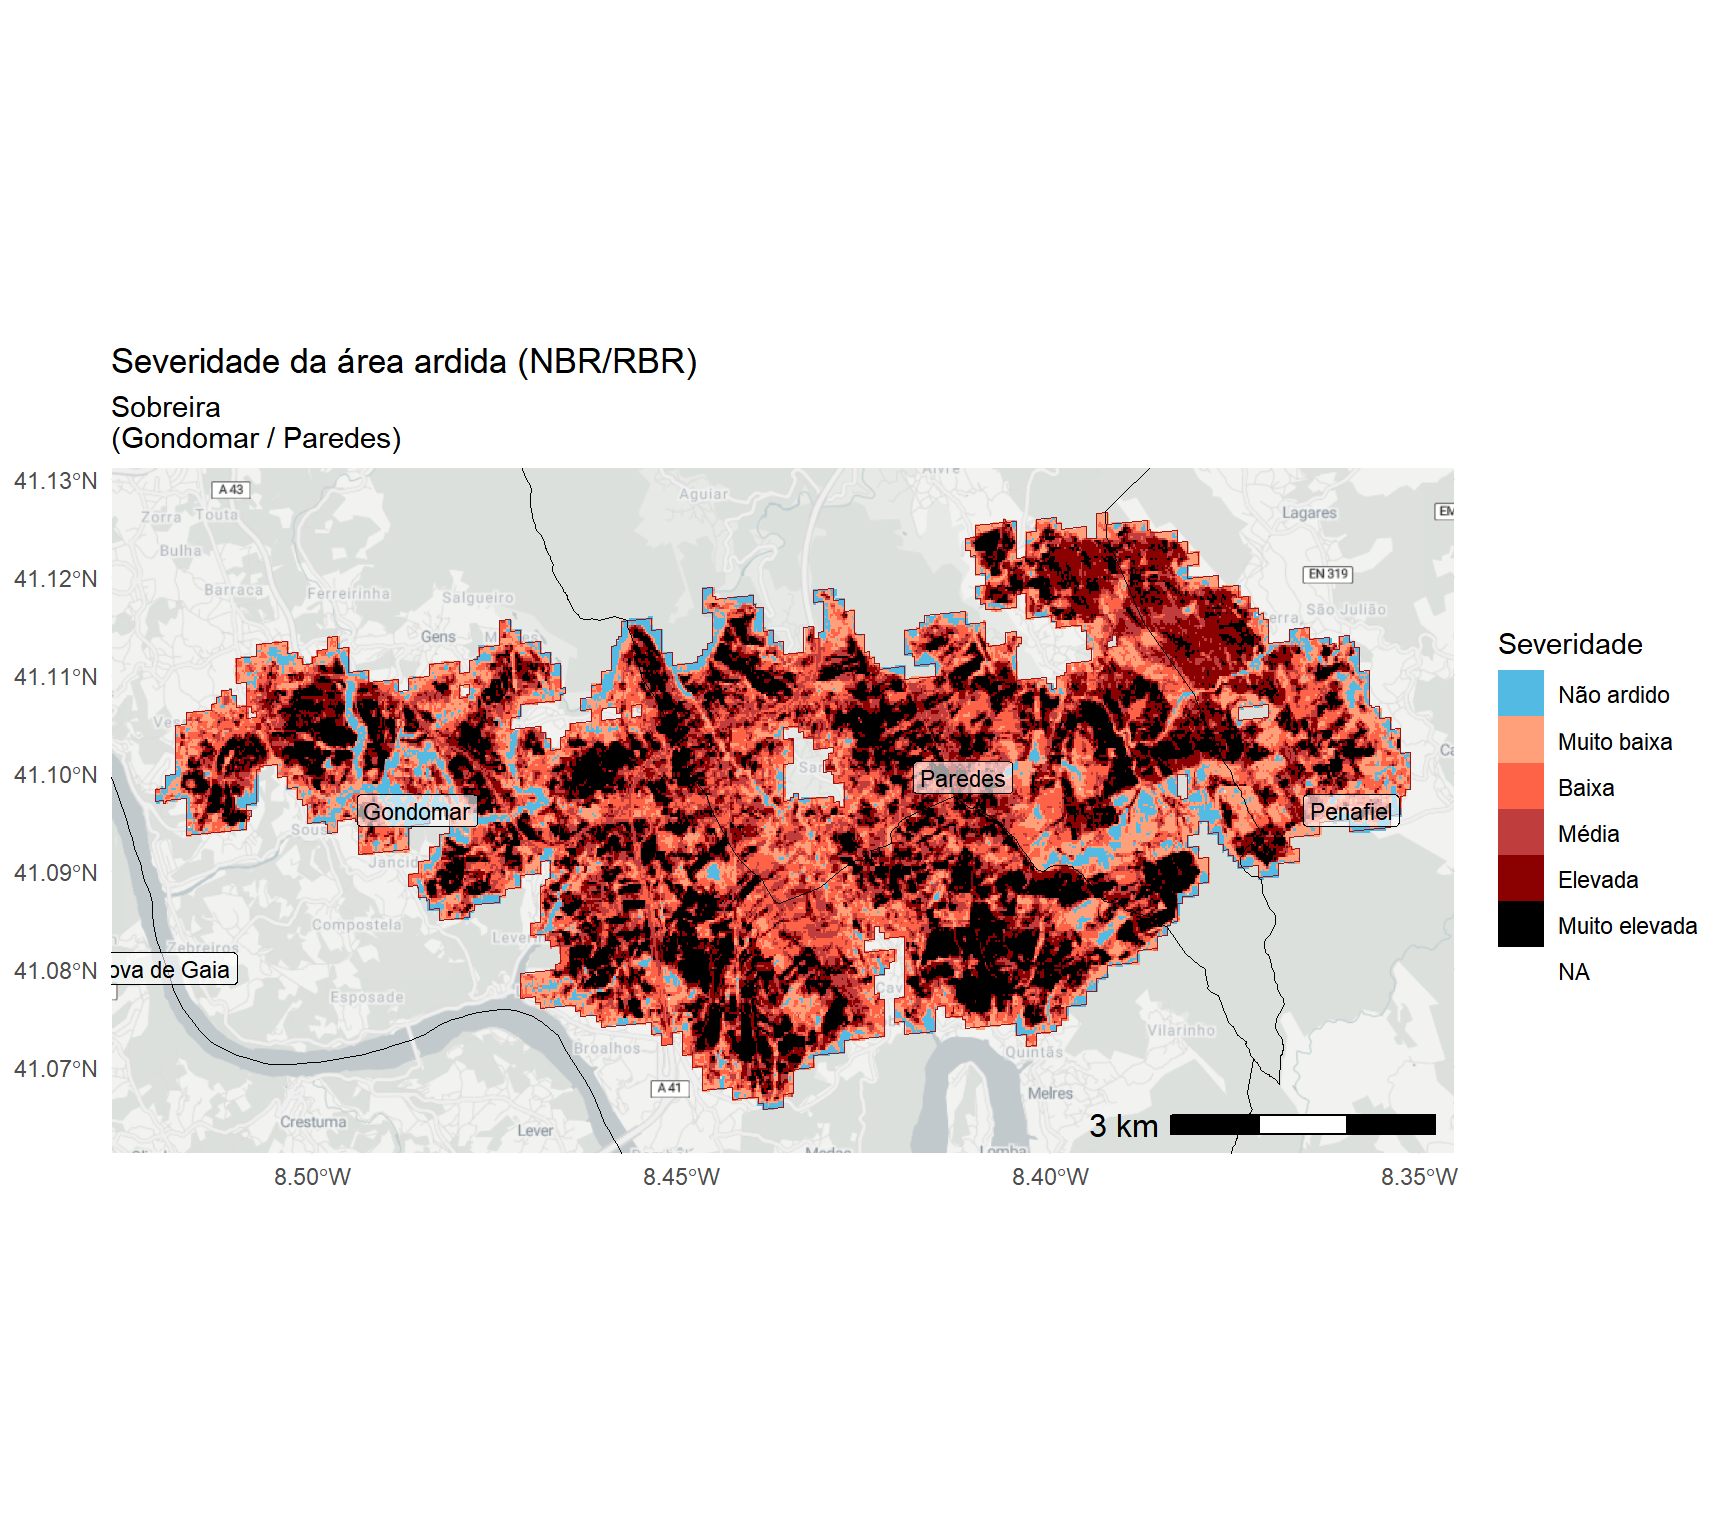 Severidade da área ardida (NBR/RBR)
Sobreira
(Gondomar / Paredes)
41.13°N
41.12°N
41.11°N
41.10°N
41.09°N
41.08°N
41.07°N
A 43
Zorra
Touta
Bulha
Barraca
Ferreirinha
Salgueiro
Gens
Aguiar
Lagares
EN 319
São Julião
Paredes
Gondomar
Penafiel
Jancid
Compostela
Zebreiros
ova de Gaia
Esposade
Broalhos
A 41
Crestuma
Lever
Vilarinho
Quintãs
Melres
3 km
8.50°W
8.45°W
8.40°W
8.35°W
Severidade
Não ardido
Muito baixa
Baixa
Média
Elevada
Muito elevada
NA